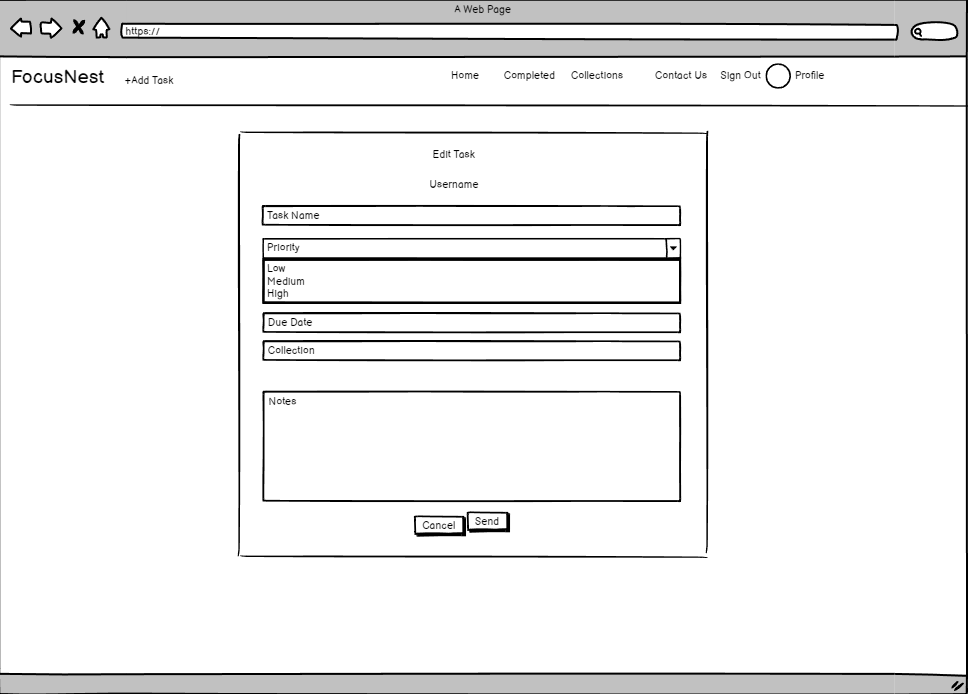 A Web Page
https://
FocusNest +Add Task Home Completed Collections Contact Us Sign Out Profile
Edit Task
Username
Task Name
Priority
Low
Medium
High
Due Date
Collection
Notes
Cancel Send